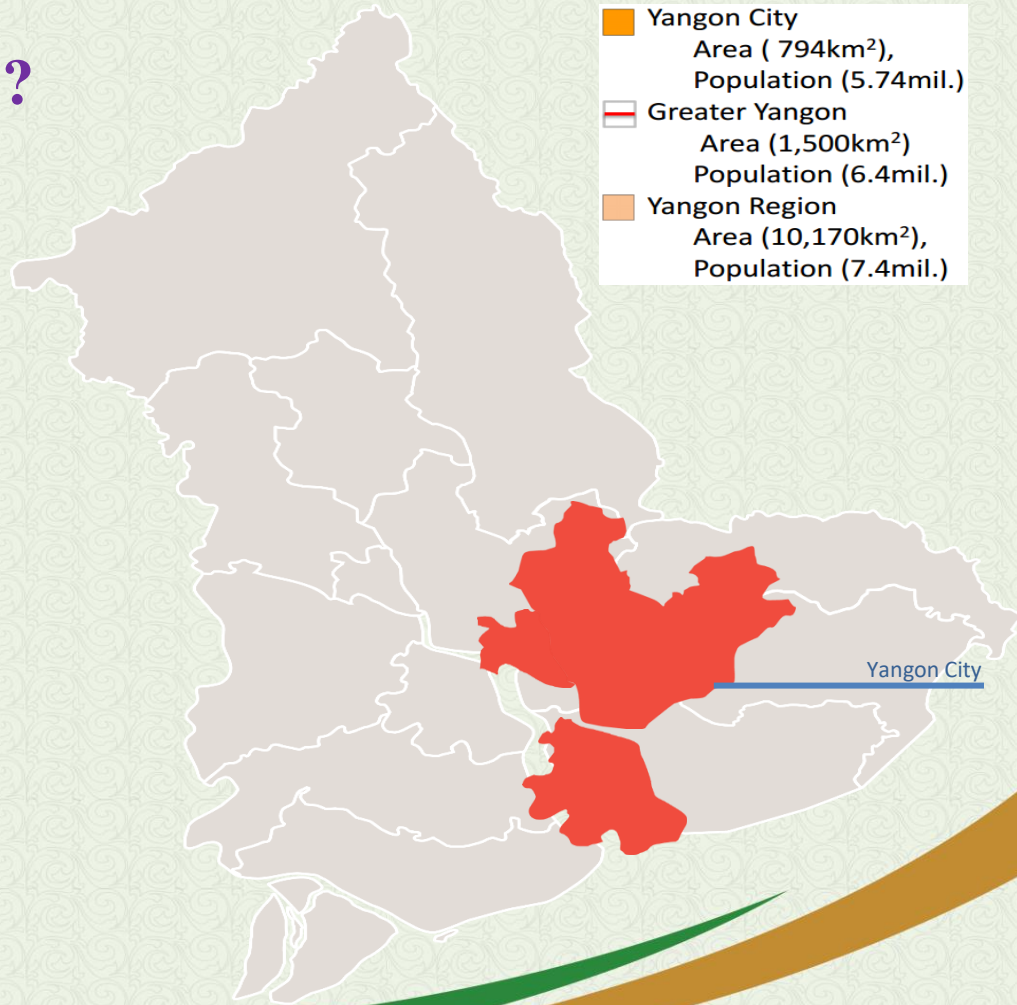 ?
Yangon City
Area ( 794km²),
Population (5.74mil.)
Greater Yangon
Area (1,500km²)
Population (6.4mil.)
Yangon Region
Area (10,170km²),
Population (7.4mil.)
Yangon City